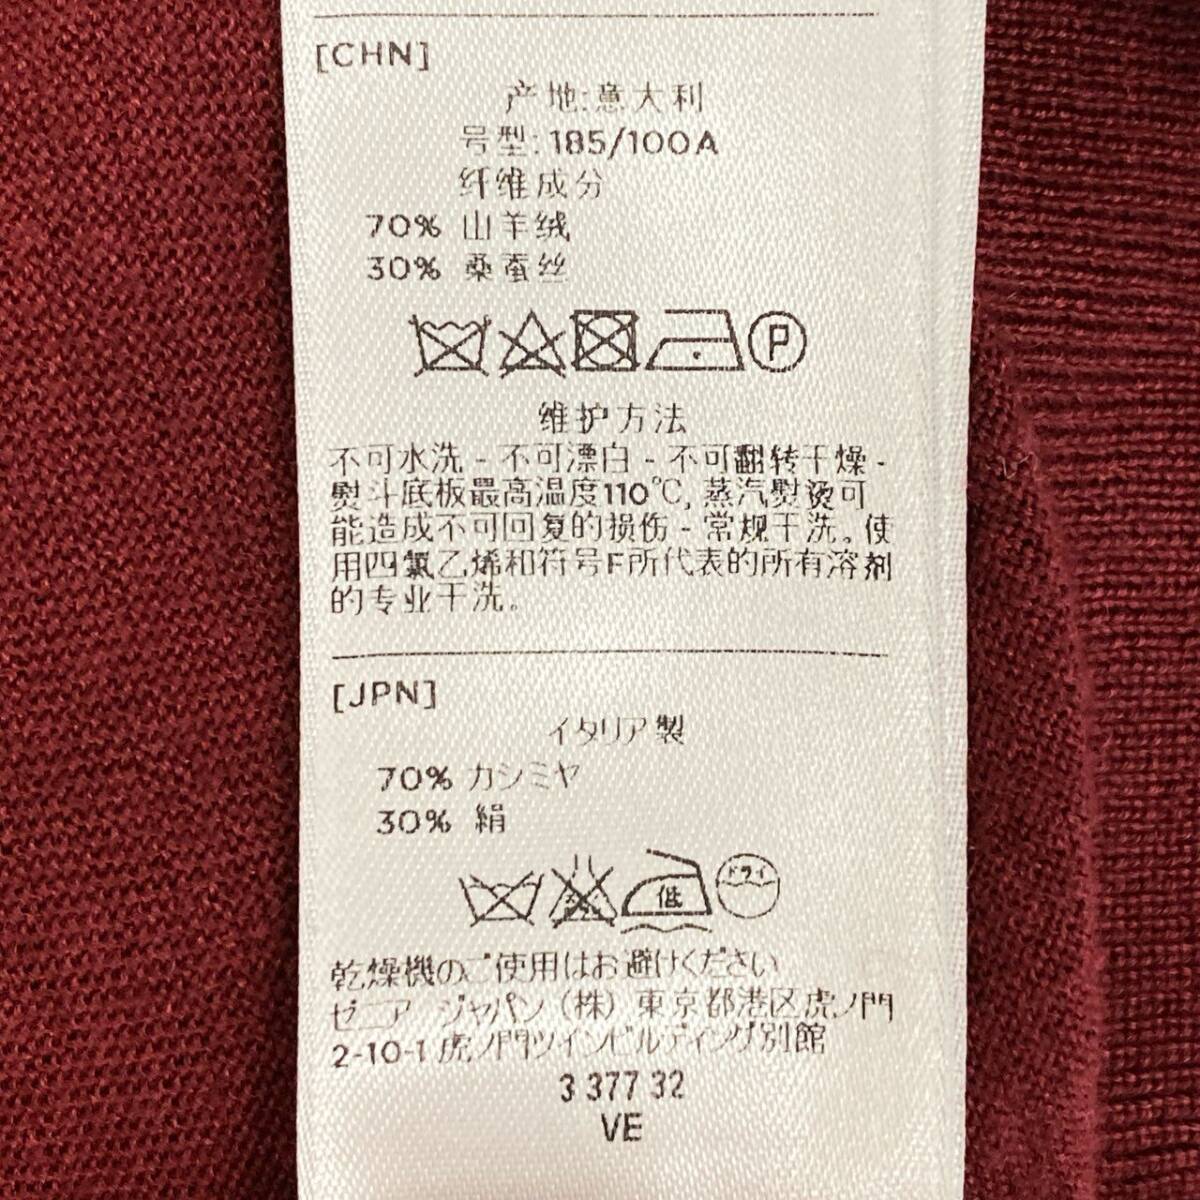 [CHN]
产地:意大利
号型: 185/100A
纤维成分
70% 山羊绒
30% 桑蚕丝
P
维护方法
不可水洗 - 不可漂白 - 不可翻转干燥 -
熨斗底板最高温度110℃, 蒸汽熨烫可
能造成不可回复的损伤 - 常规干洗。使
用四氯乙烯和符号F所代表的所有溶剂
的专业干洗。
[JPN]
イタリア製
70% カシミヤ
30% 絹
低 ドライ
乾燥機のご使用はお避けください
ゼニア ジャパン (株) 東京都港区虎ノ門
2-10-1 虎ノ門ツインビルディング別館
3 377 32
VE